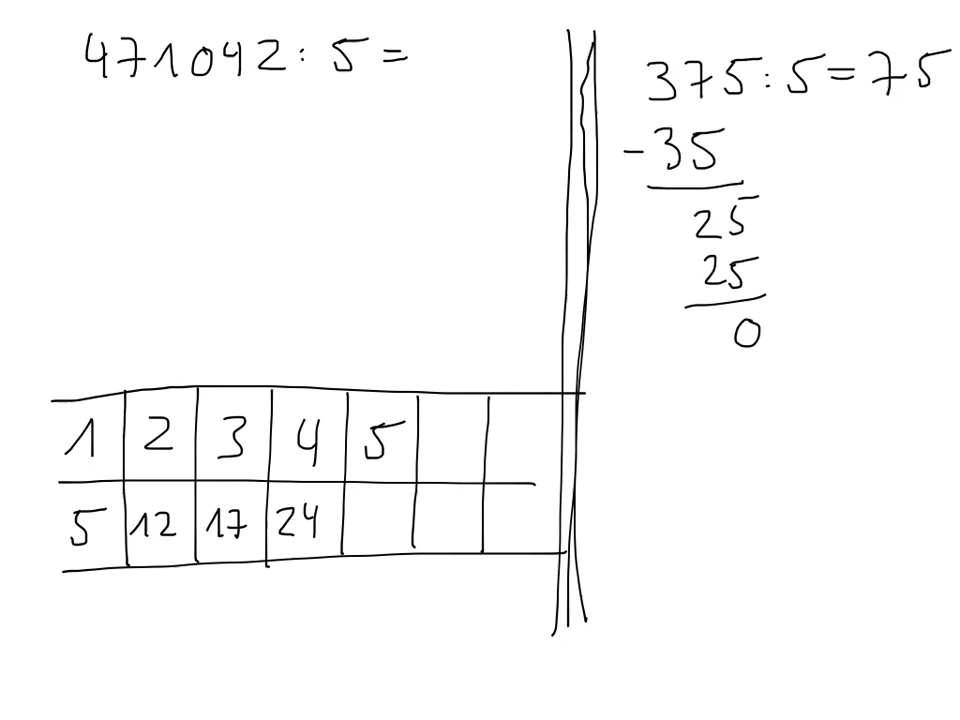 471042 : 5 =
1 2 3 4 5
5 12 17 24
375 : 5 = 75
-35
25
25
0